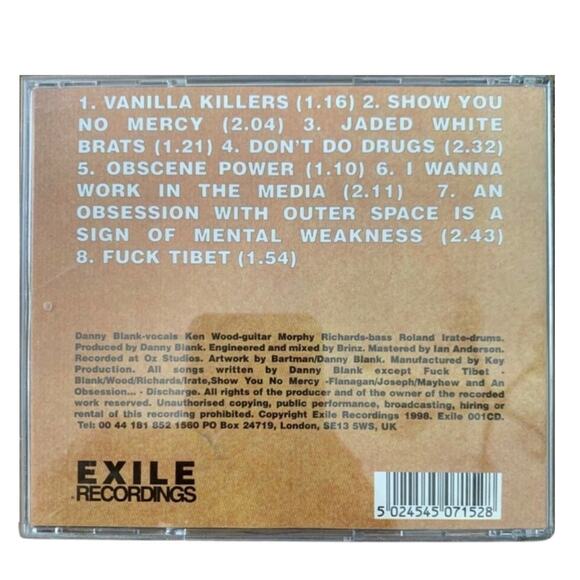 1. VANILLA KILLERS (1.16) 2. SHOW YOU
NO MERCY (2.04) 3. JADED WHITE
BRATS (1.21) 4. DON'T DO DRUGS (2.32)
5. OBSCENE POWER (1.10) 6. I WANNA
WORK IN THE MEDIA (2.11) 7. AN
OBSESSION WITH OUTER SPACE IS A
SIGN OF MENTAL WEAKNESS (2.43)
8. FUCK TIBET (1.54)
Danny Blank-vocals Ken Wood-guitar Morphy Richards-bass Roland Irate-drums.
Produced by Danny Blank. Engineered and mixed by Brinz. Mastered by Ian Anderson.
Recorded at Oz Studios. Artwork by Bartman/Danny Blank. Manufactured by Key
Production. All songs written by Danny Blank except Fuck Tibet -
Blank/Wood/Richards/Irate,Show You No Mercy -Flanagan/Joseph/Mayhew and An
Obsession... - Discharge. All rights of the producer and of the owner of the recorded
work reserved. Unauthorised copying, public performance, broadcasting, hiring or
rental of this recording prohibited. Copyright Exile Recordings 1998. Exile 001CD.
Tel: 00 44 181 852 1560 PO Box 24719, London, SE13 5WS, UK
EXILE
RECORDINGS
5 024545 071528